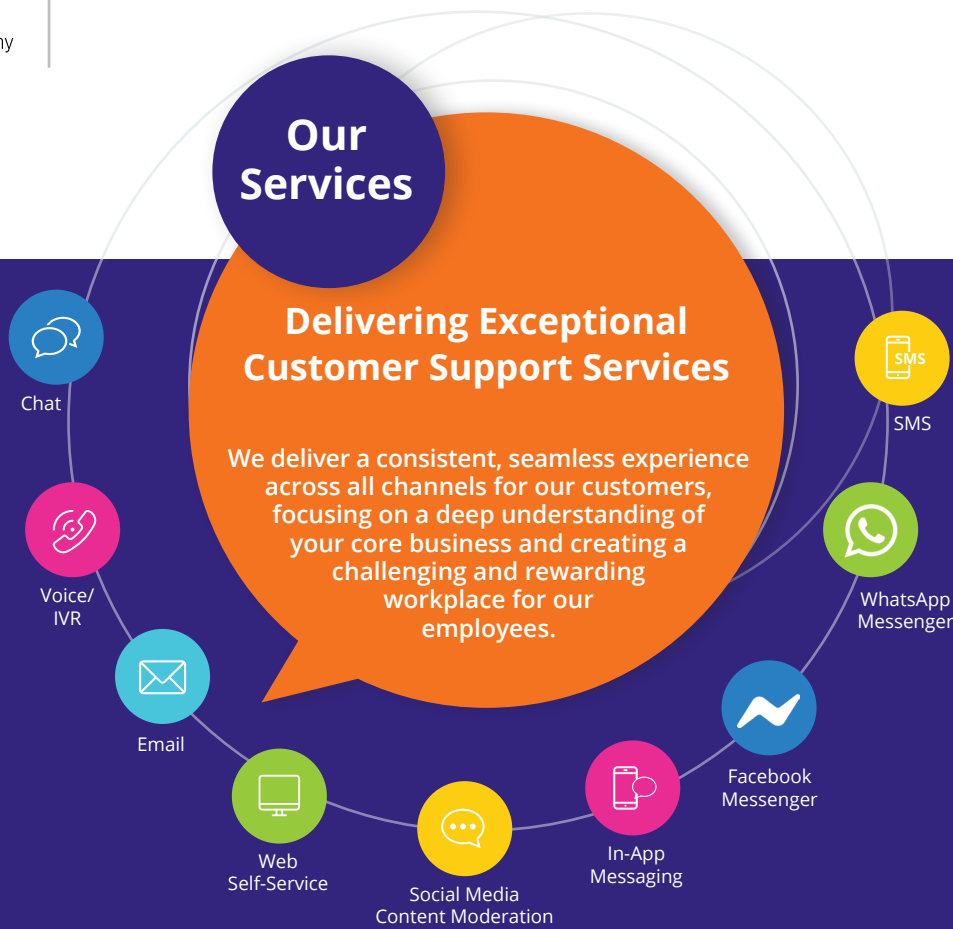 Our
Services
Delivering Exceptional
Customer Support Services
We deliver a consistent, seamless experience
across all channels for our customers,
focusing on a deep understanding of
your core business and creating a
challenging and rewarding
workplace for our
employees.
Chat
Voice/
IVR
Email
Web
Self-Service
Social Media
Content Moderation
In-App
Messaging
Facebook
Messenger
WhatsApp
Messenger
SMS
SMS